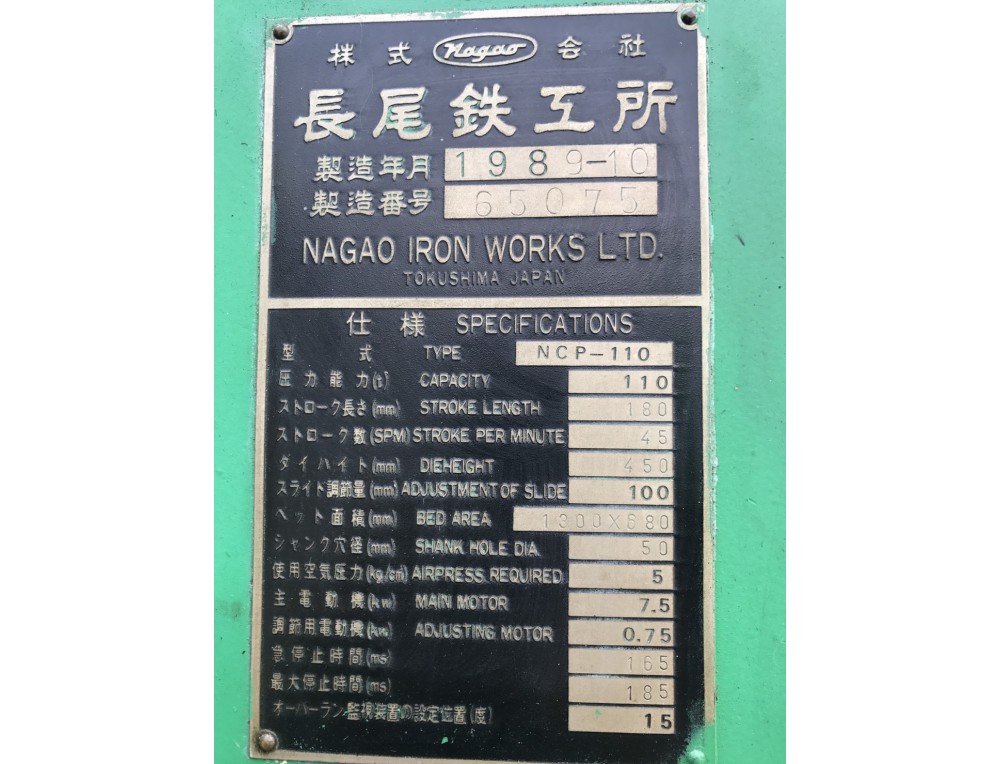 株式 Nagao 会社
長尾鉄工所
製造年月 1989-10
製造番号 65075
NAGAO IRON WORKS LTD.
TOKUSHIMA JAPAN
仕様 SPECIFICATIONS
型式 TYPE NCP-110
圧力能力(t) CAPACITY 110
ストローク長さ(mm) STROKE LENGTH 180
ストローク数(SPM) STROKE PER MINUTE 45
ダイハイト(mm) DIEHEIGHT 450
スライド調節量(mm) ADJUSTMENT OF SLIDE 100
ベット面積(mm) BED AREA 1300X680
シャンク穴径(mm) SHANK HOLE DIA. 50
使用空気圧力(kg/cm²) AIRPRESS REQUIRED 5
主電動機(kw) MAIN MOTOR 7.5
調節用電動機(kw) ADJUSTING MOTOR 0.75
急停止時間(ms) 165
最大停止時間(ms) 185
オーバーラン監視装置の設定位置(度) 15